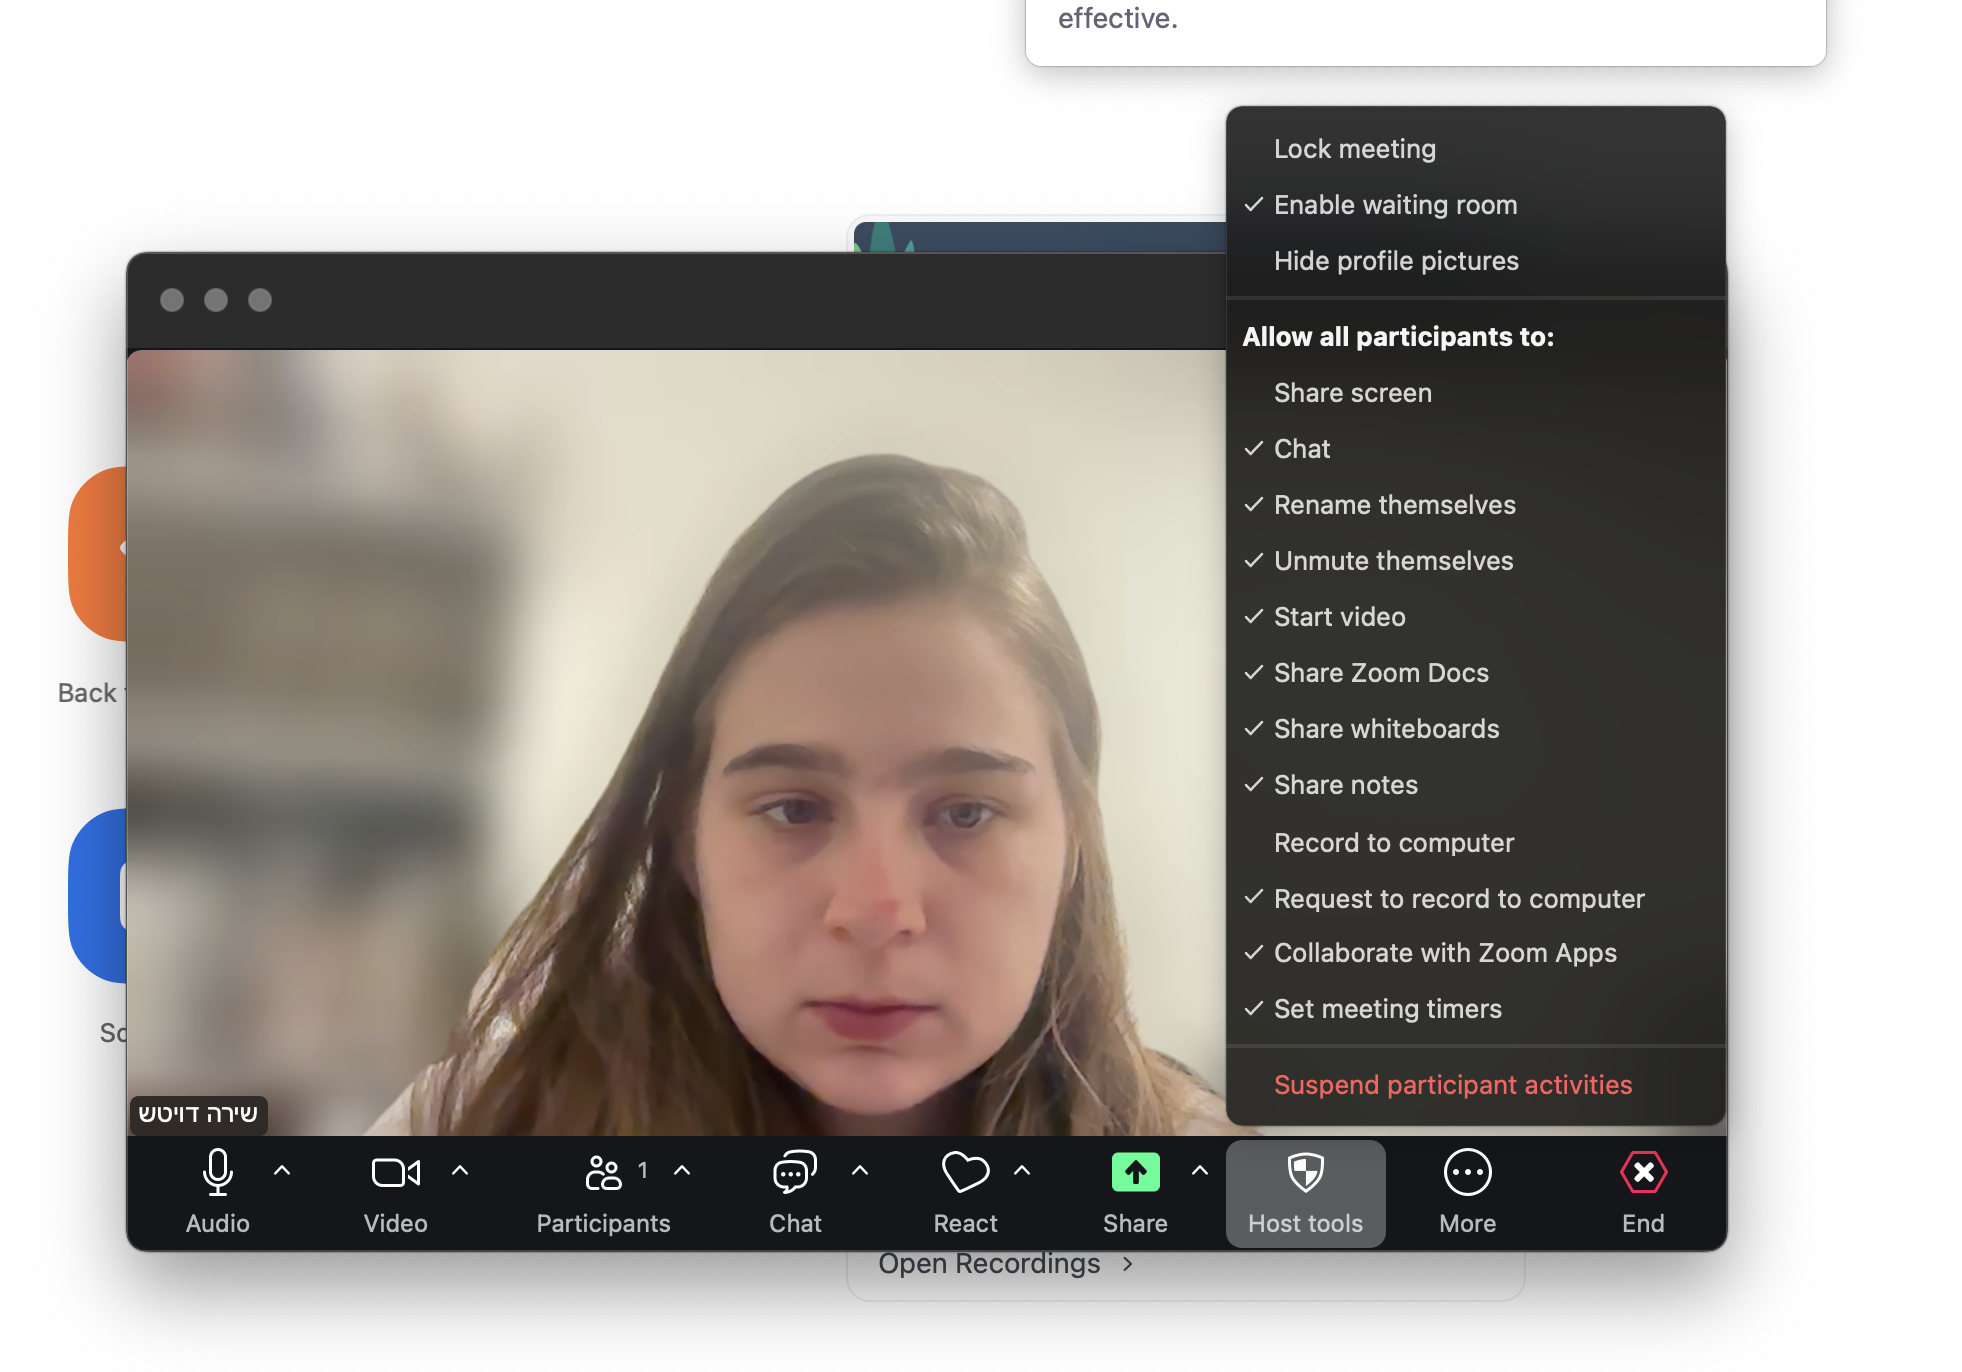 effective.
Lock meeting
✓ Enable waiting room
Hide profile pictures
Allow all participants to:
Share screen
✓ Chat
✓ Rename themselves
✓ Unmute themselves
✓ Start video
✓ Share Zoom Docs
✓ Share whiteboards
✓ Share notes
Record to computer
✓ Request to record to computer
✓ Collaborate with Zoom Apps
✓ Set meeting timers
Suspend participant activities
Back
שירה דויטש
1
Audio
Video
Participants
Chat
React
Share
Host tools
More
End
Open Recordings >